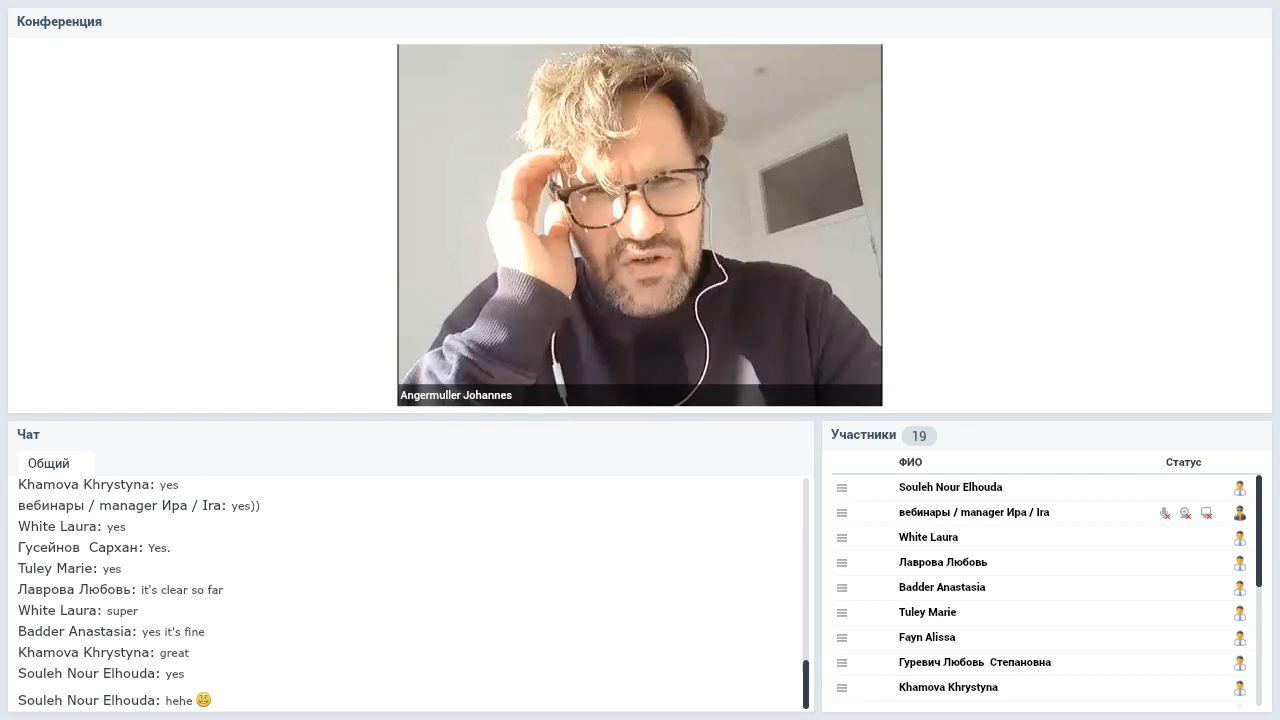 Конференция
Angermuller Johannes
Чат
Общий
Khamova Khrystyna: yes
вебинары / manager Ира / Ira: yes))
White Laura: yes
Гусейнов Сархан: Yes.
Tuley Marie: yes
Лаврова Любовь: it's clear so far
White Laura: super
Badder Anastasia: yes it's fine
Khamova Khrystyna: great
Souleh Nour Elhouda: yes
Souleh Nour Elhouda: hehe
Участники 19
ФИО Статус
Souleh Nour Elhouda
вебинары / manager Ира / Ira
White Laura
Лаврова Любовь
Badder Anastasia
Tuley Marie
Fayn Alissa
Гуревич Любовь Степановна
Khamova Khrystyna